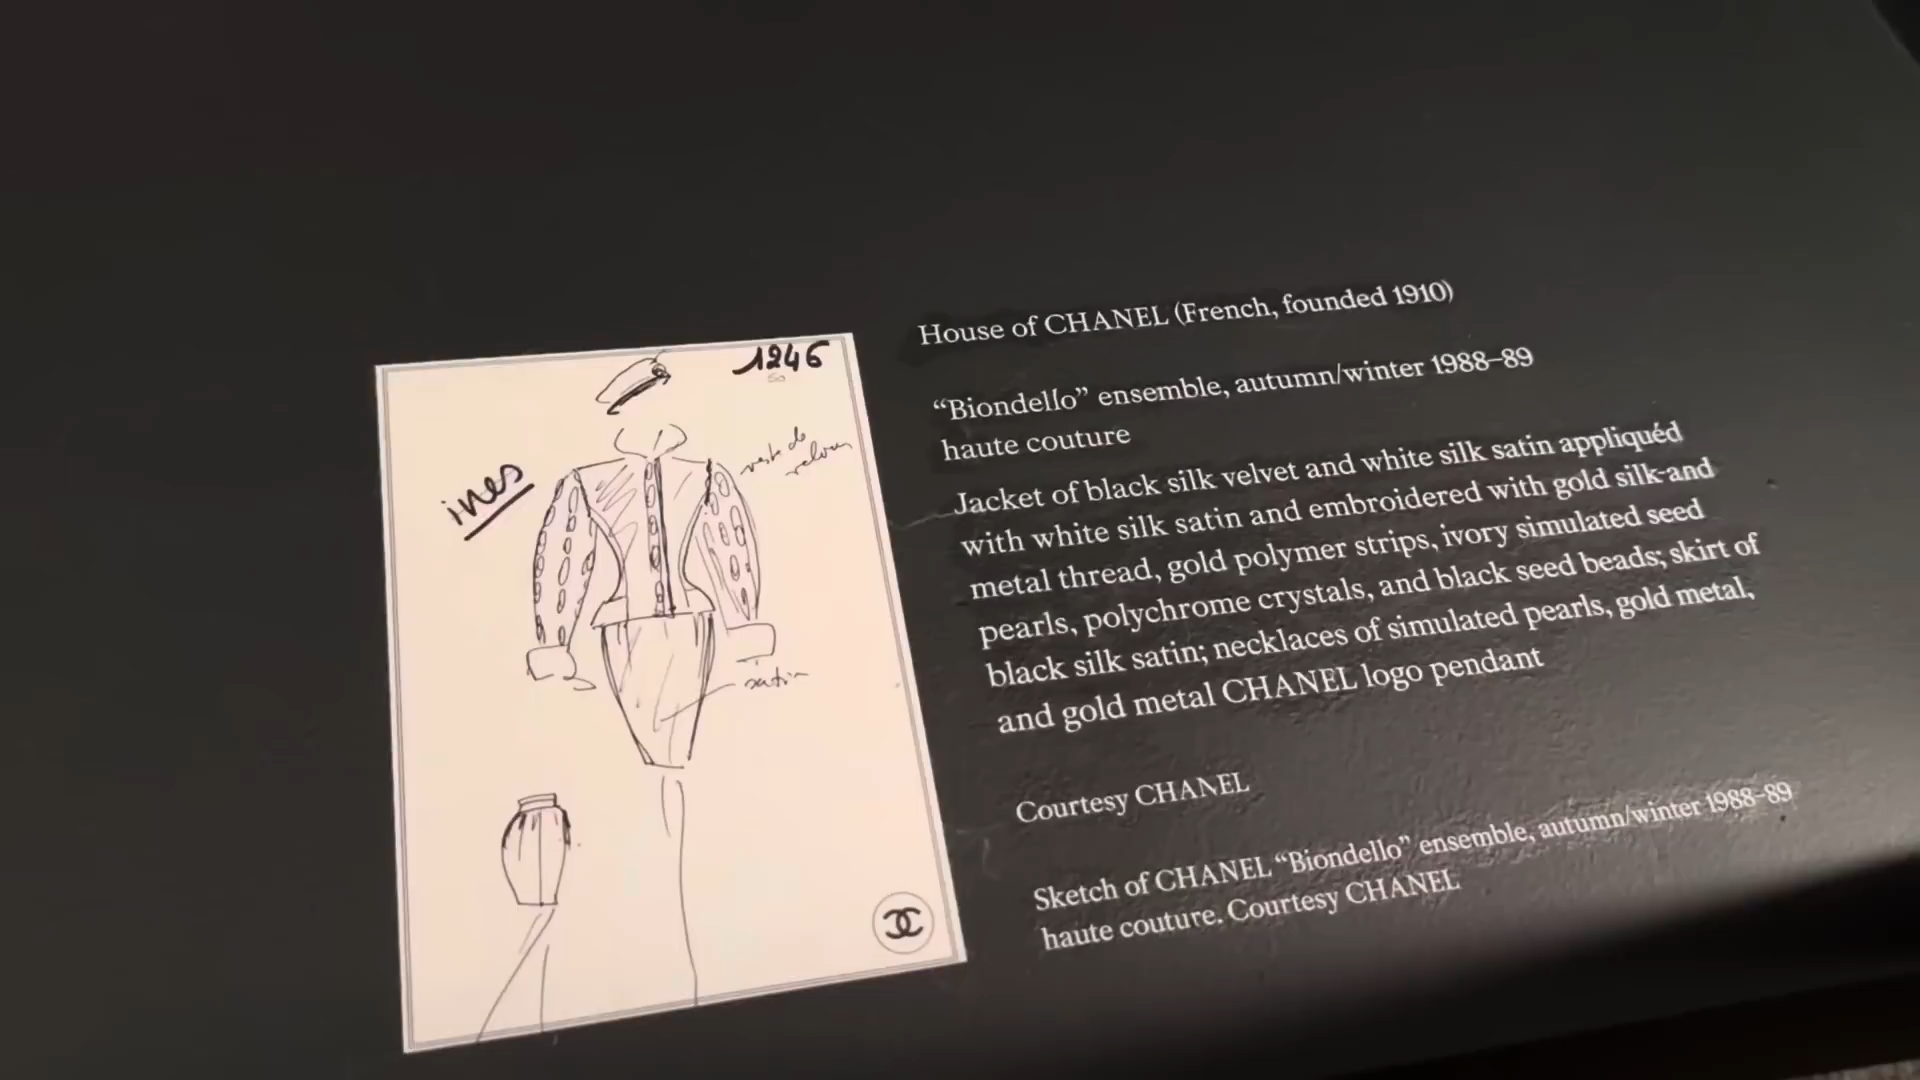 1246
ines
veste de
velours
satin
House of CHANEL (French, founded 1910)
“Biondello” ensemble, autumn/winter 1988–89
haute couture
Jacket of black silk velvet and white silk satin appliquéd
with white silk satin and embroidered with gold silk-and
metal thread, gold polymer strips, ivory simulated seed
pearls, polychrome crystals, and black seed beads; skirt of
black silk satin; necklaces of simulated pearls, gold metal,
and gold metal CHANEL logo pendant
Courtesy CHANEL
Sketch of CHANEL “Biondello” ensemble, autumn/winter 1988–89
haute couture. Courtesy CHANEL